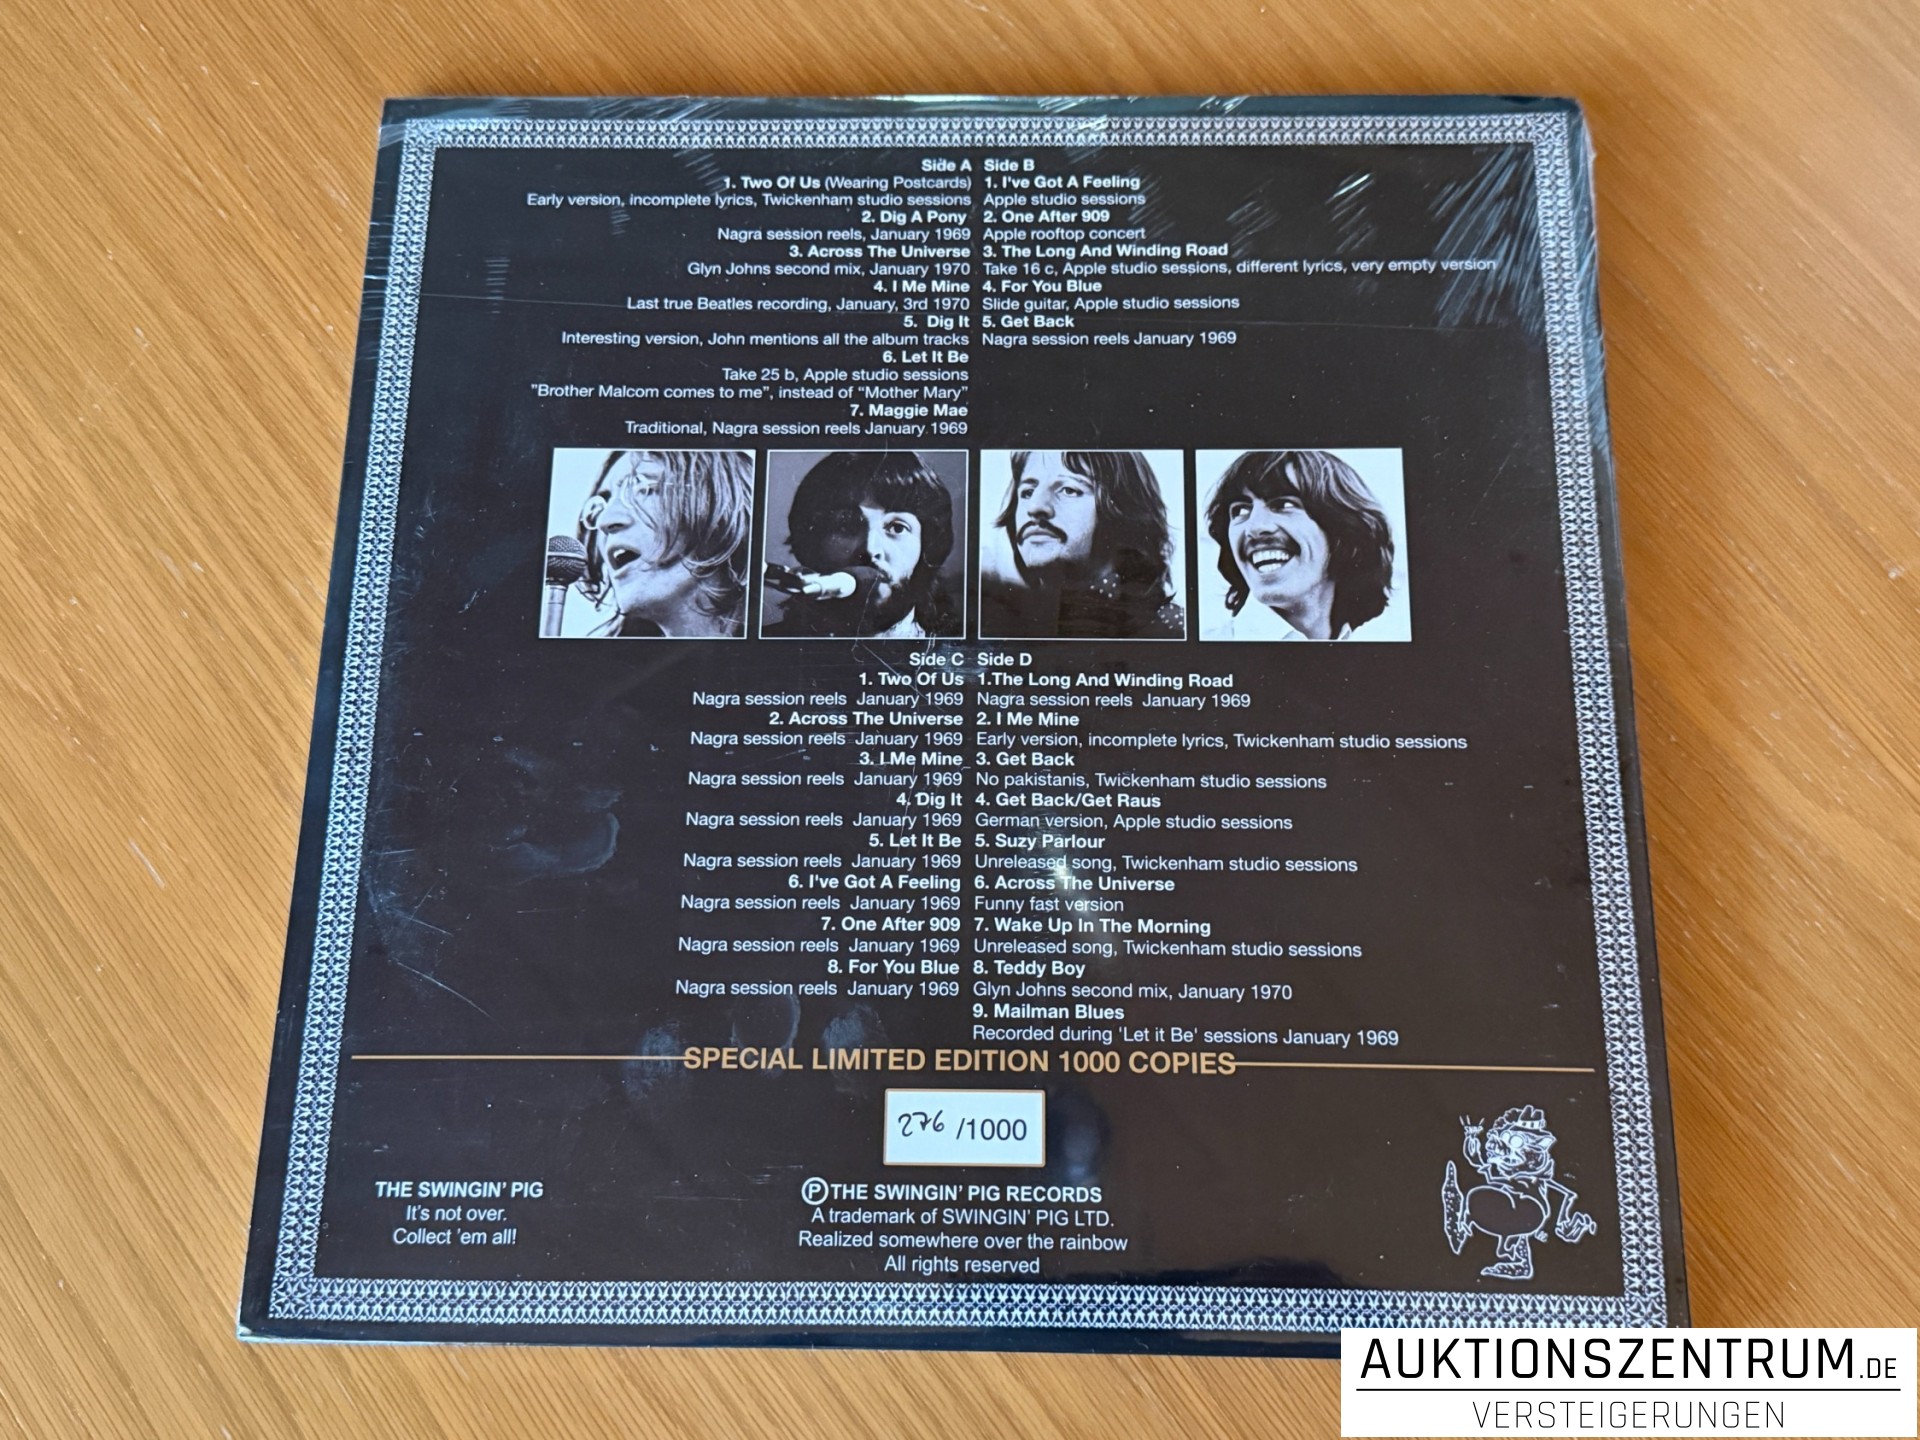 Side A
1. Two Of Us (Wearing Postcards)
Early version, incomplete lyrics, Twickenham studio sessions
2. Dig A Pony
Nagra session reels, January 1969
3. Across The Universe
Glyn Johns second mix, January 1970
4. I Me Mine
Last true Beatles recording, January, 3rd 1970
5. Dig It
Interesting version, John mentions all the album tracks
6. Let It Be
Take 25 b, Apple studio sessions
"Brother Malcom comes to me", instead of "Mother Mary"
7. Maggie Mae
Traditional, Nagra session reels January 1969
Side B
1. I've Got A Feeling
Apple studio sessions
2. One After 909
Apple rooftop concert
3. The Long And Winding Road
Take 16 c, Apple studio sessions, different lyrics, very empty version
4. For You Blue
Slide guitar, Apple studio sessions
5. Get Back
Nagra session reels January 1969
Side C
1. Two Of Us
Nagra session reels January 1969
2. Across The Universe
Nagra session reels January 1969
3. I Me Mine
Nagra session reels January 1969
4. Dig It
Nagra session reels January 1969
5. Let It Be
Nagra session reels January 1969
6. I've Got A Feeling
Nagra session reels January 1969
7. One After 909
Nagra session reels January 1969
8. For You Blue
Nagra session reels January 1969
Side D
1.The Long And Winding Road
Nagra session reels January 1969
2. I Me Mine
Early version, incomplete lyrics, Twickenham studio sessions
3. Get Back
No pakistanis, Twickenham studio sessions
4. Get Back/Get Raus
German version, Apple studio sessions
5. Suzy Parlour
Unreleased song, Twickenham studio sessions
6. Across The Universe
Funny fast version
7. Wake Up In The Morning
Unreleased song, Twickenham studio sessions
8. Teddy Boy
Glyn Johns second mix, January 1970
9. Mailman Blues
Recorded during 'Let it Be' sessions January 1969
SPECIAL LIMITED EDITION 1000 COPIES
276 /1000
THE SWINGIN' PIG
It's not over.
Collect 'em all!
Ⓟ THE SWINGIN' PIG RECORDS
A trademark of SWINGIN' PIG LTD.
Realized somewhere over the rainbow
All rights reserved
SNAP
AUKTIONSZENTRUM.DE
VERSTEIGERUNGEN